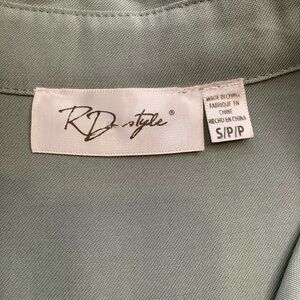 RD style®
MADE IN CHINA
FABRIQUÉ EN
CHINE
HECHO EN CHINA
S/P/P